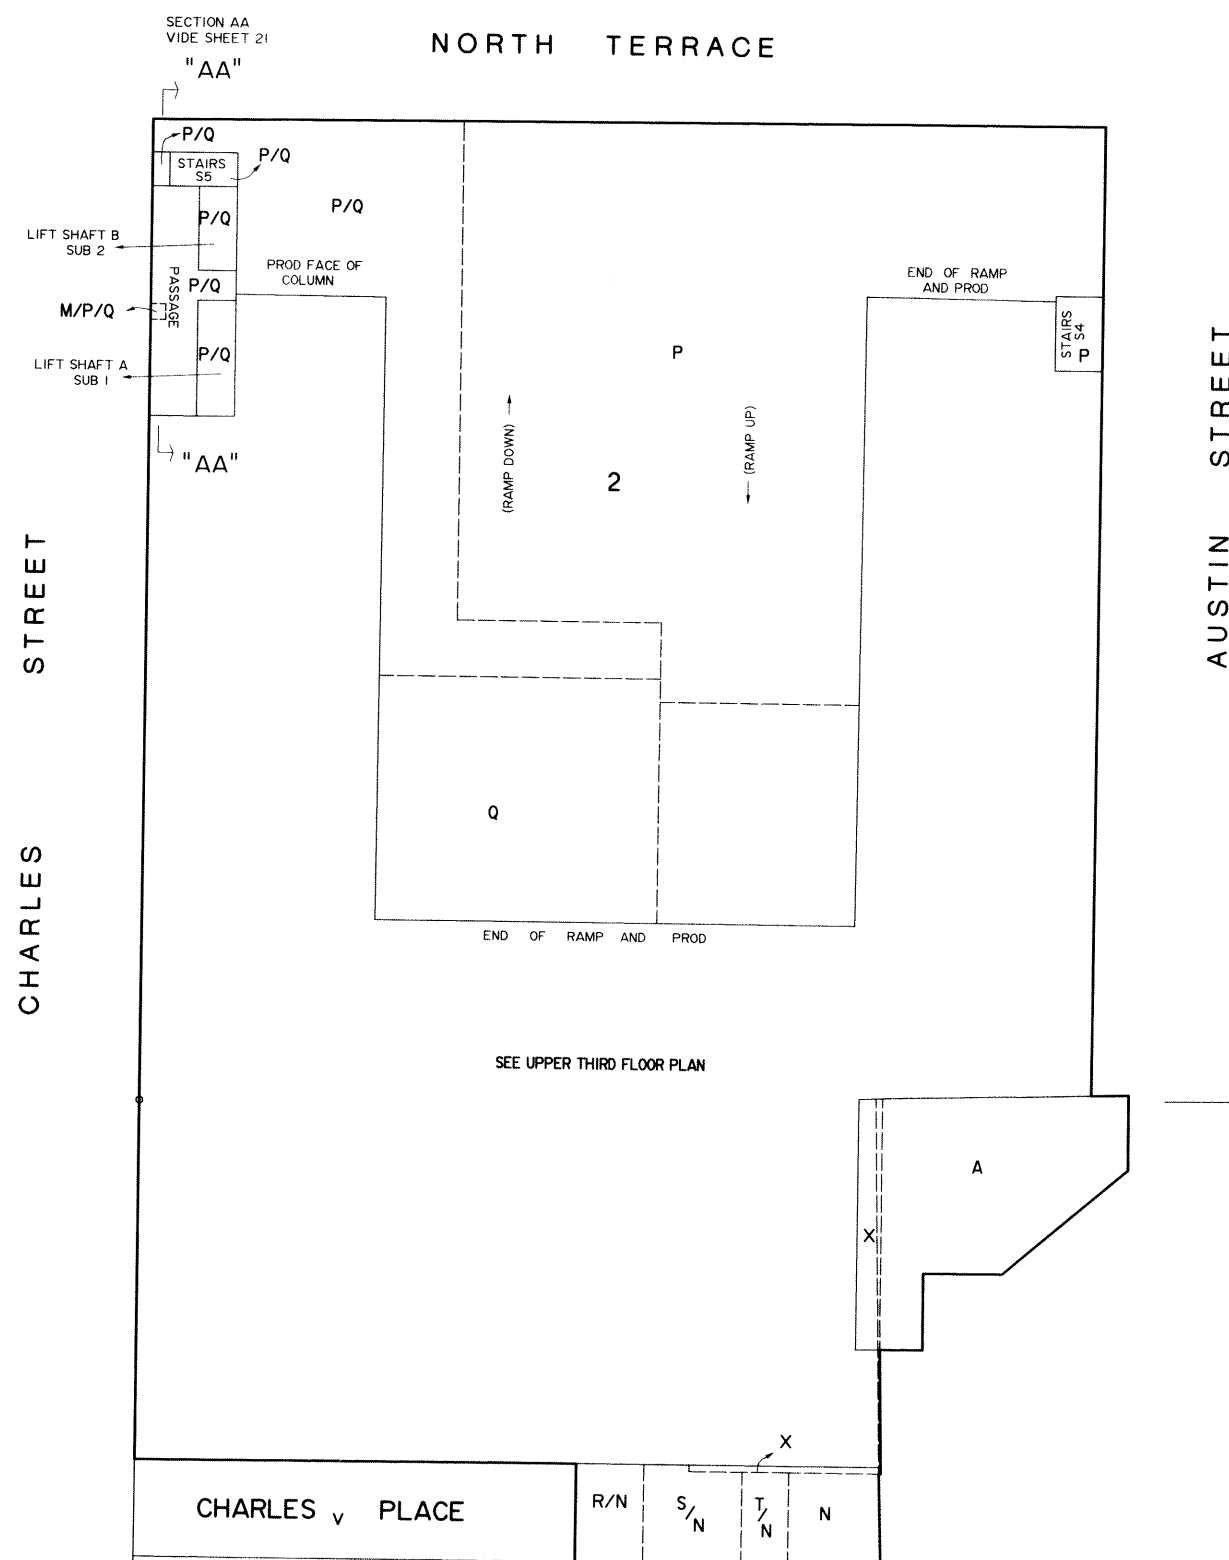 SECTION AA
VIDE SHEET 21
"AA"
NORTH TERRACE
P/Q
STAIRS
S5
P/Q
P/Q
P/Q
LIFT SHAFT B
SUB 2
PASSAGE
P/Q
PROD FACE OF
COLUMN
END OF RAMP
AND PROD
M/P/Q
STAIRS
S4
P
P/Q
P
LIFT SHAFT A
SUB 1
"AA"
(RAMP DOWN)
(RAMP UP)
2
CHARLES STREET
AUSTIN STREET
Q
END OF RAMP AND PROD
SEE UPPER THIRD FLOOR PLAN
A
X
X
CHARLES v PLACE
R/N
S/N
T/N
N